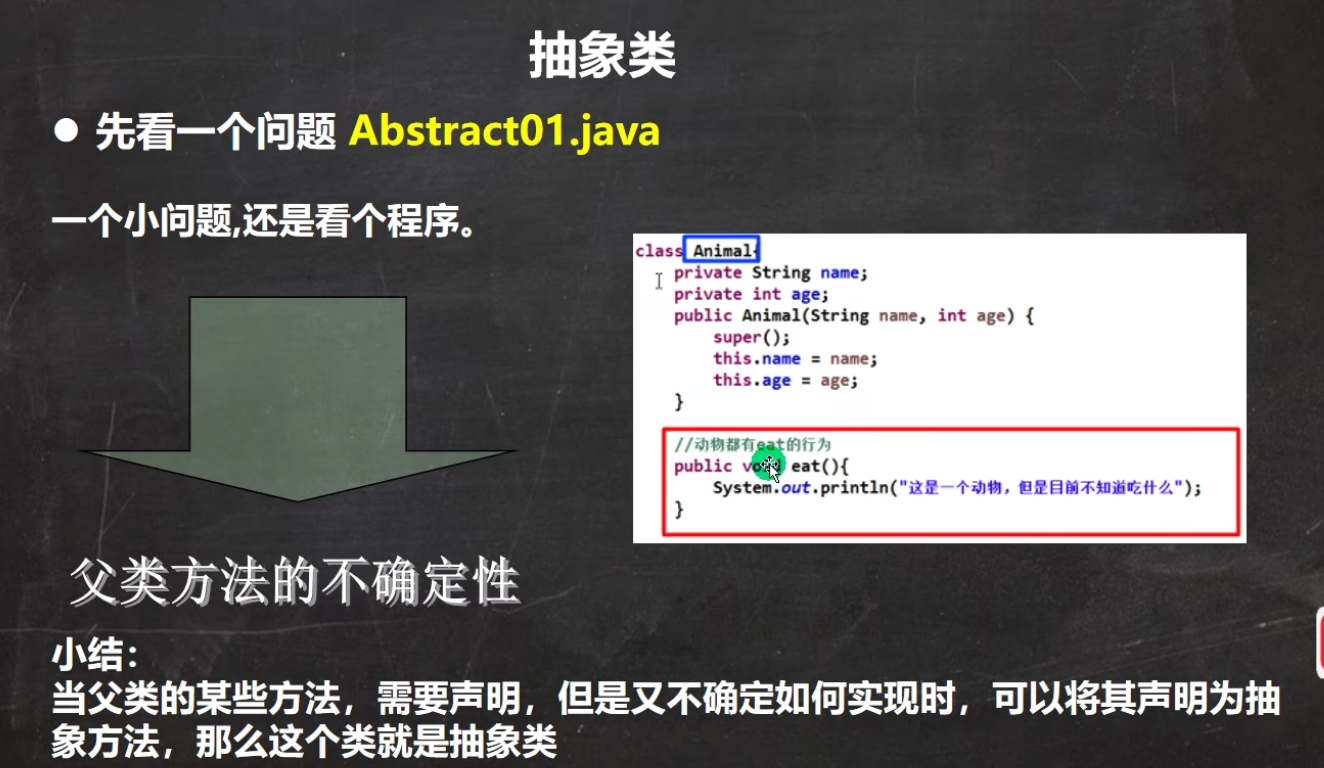 抽象类
● 先看一个问题 Abstract01.java
一个小问题,还是看个程序。
class Animal{
private String name;
private int age;
public Animal(String name, int age) {
super();
this.name = name;
this.age = age;
}
//动物都有eat的行为
public void eat(){
System.out.println("这是一个动物，但是目前不知道吃什么");
}
父类方法的不确定性
小结：
当父类的某些方法，需要声明，但是又不确定如何实现时，可以将其声明为抽
象方法，那么这个类就是抽象类